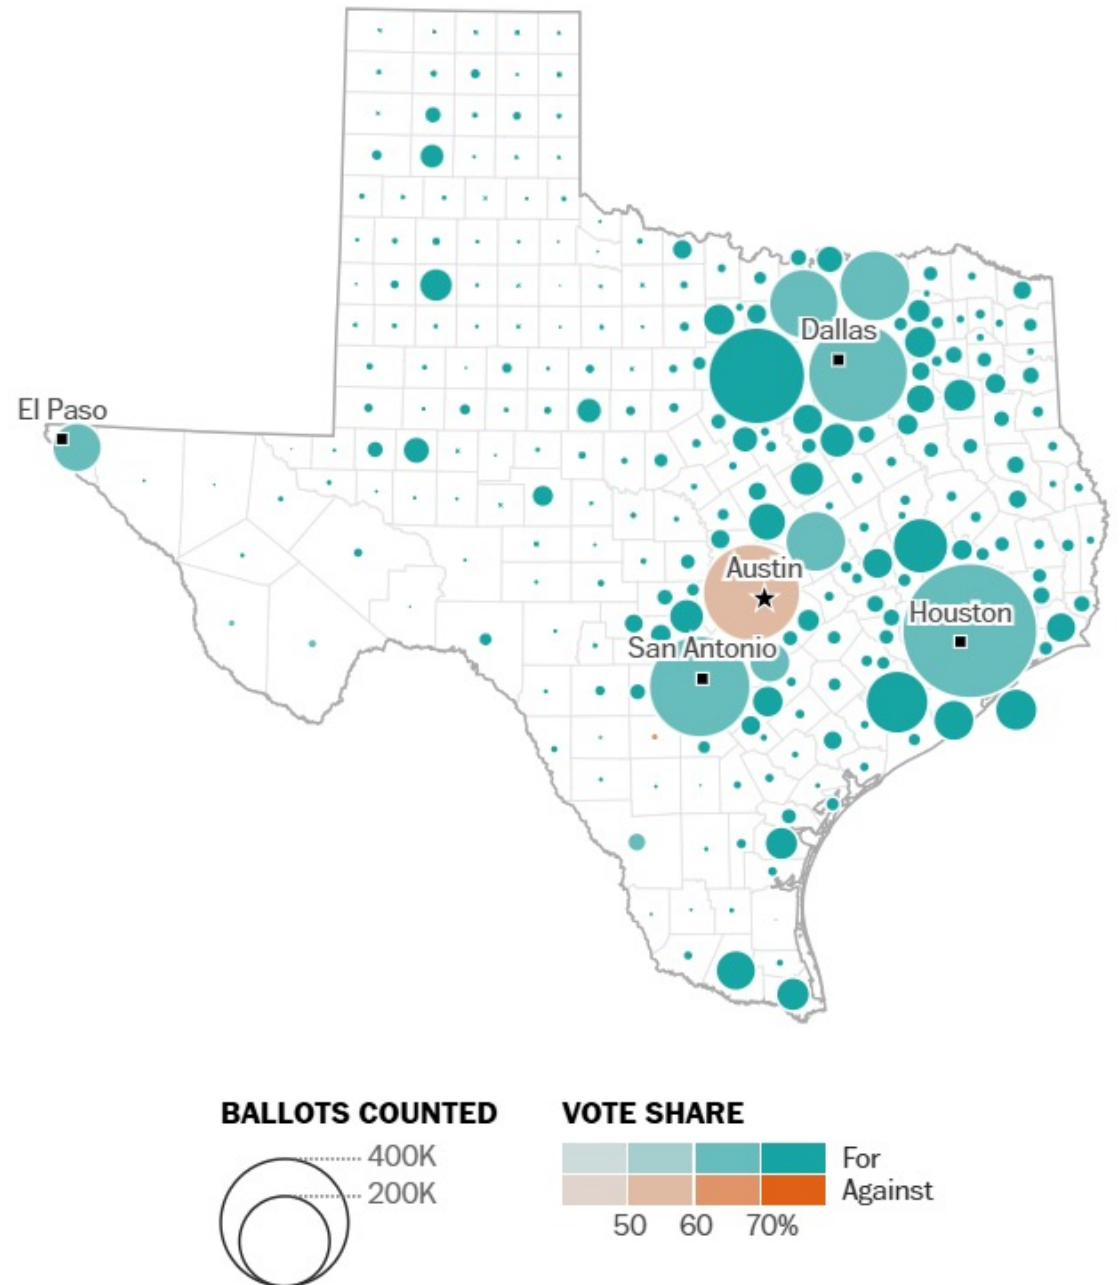 Dallas
El Paso
Austin
Houston
San Antonio
BALLOTS COUNTED
400K
200K
VOTE SHARE
For
Against
50 60 70%